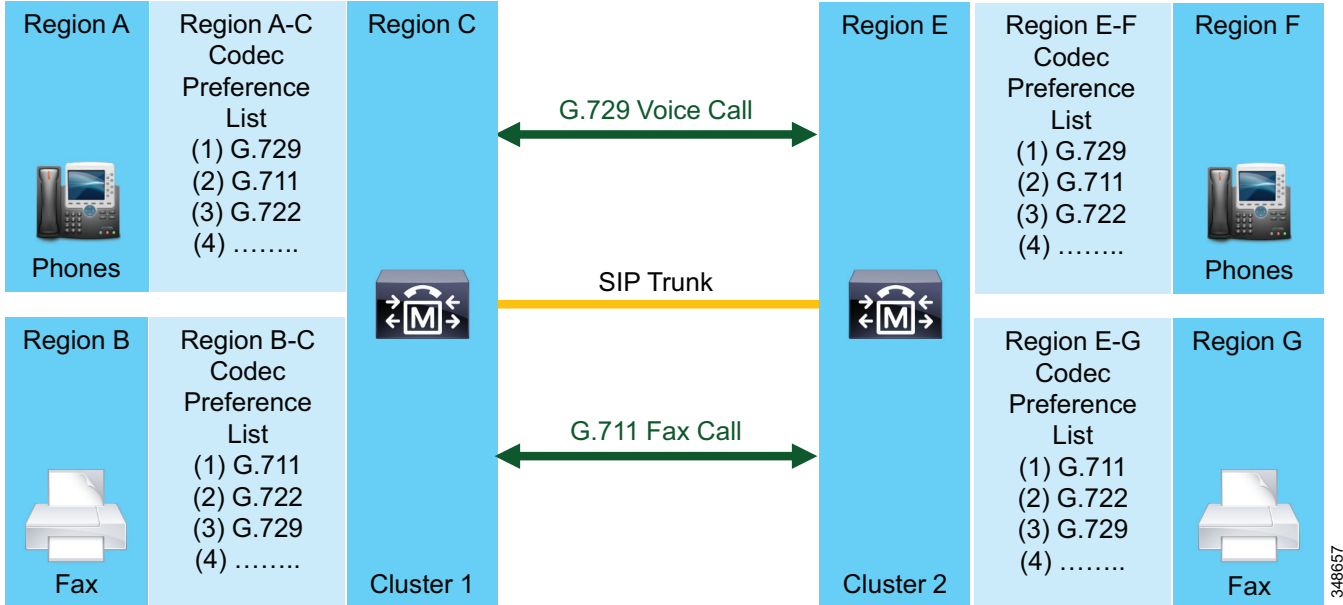 Region A
Phones
Region A-C
Codec
Preference
List
(1) G.729
(2) G.711
(3) G.722
(4) ……..
Region B
Fax
Region B-C
Codec
Preference
List
(1) G.711
(2) G.722
(3) G.729
(4) ……..
Region C
M
Cluster 1
G.729 Voice Call
SIP Trunk
G.711 Fax Call
Region E
M
Cluster 2
Region E-F
Codec
Preference
List
(1) G.729
(2) G.711
(3) G.722
(4) ……..
Region F
Phones
Region E-G
Codec
Preference
List
(1) G.711
(2) G.722
(3) G.729
(4) ……..
Region G
Fax
348657